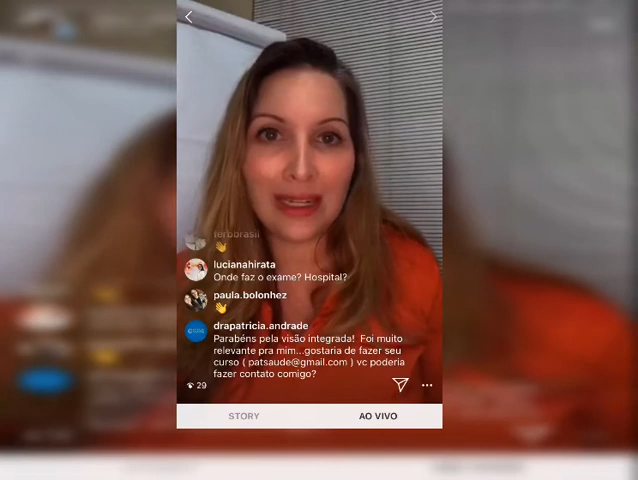 ferbbrasil
👋
lucianahirata
Onde faz o exame? Hospital?
paula.bolonhez
👋
drapatricia.andrade
Parabéns pela visão integrada! Foi muito
relevante pra mim...gostaria de fazer seu
curso ( patsaude@gmail.com ) vc poderia
fazer contato comigo?
29
STORY
AO VIVO